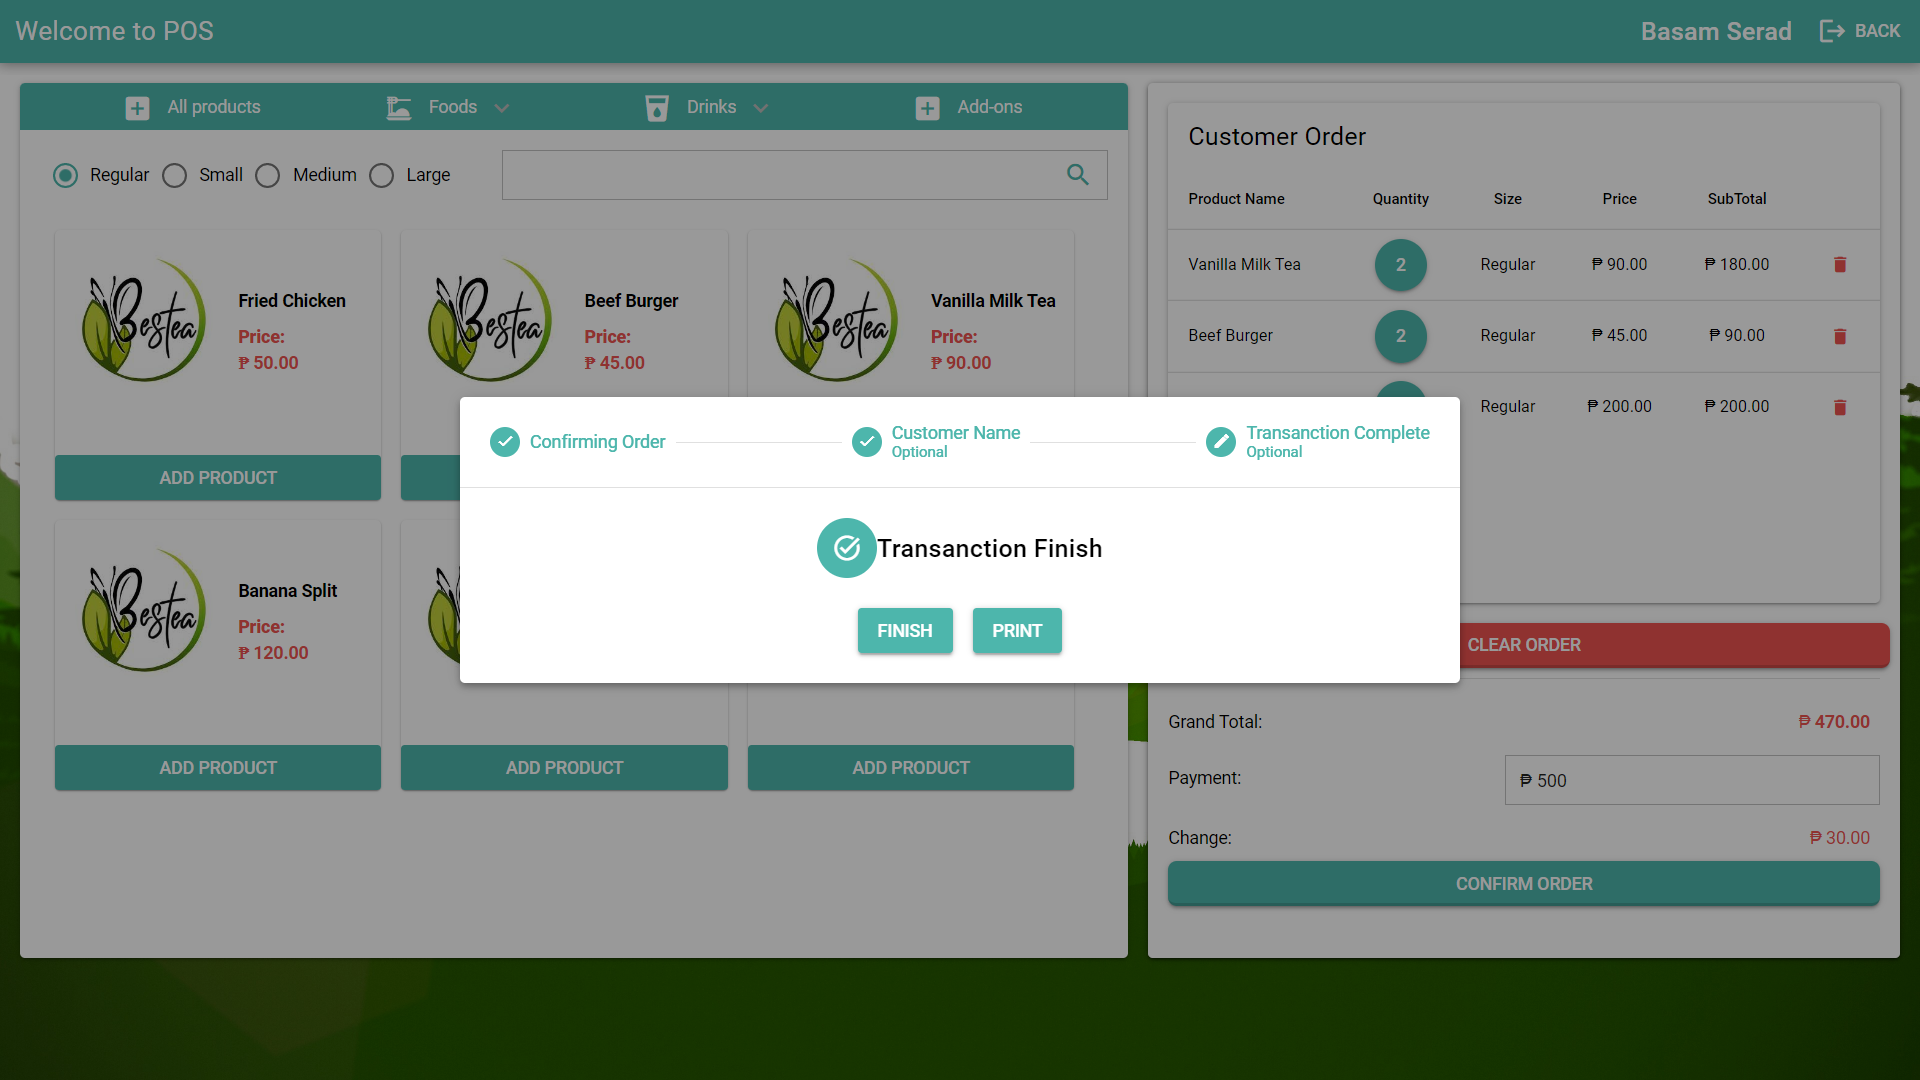 Welcome to POS
Basam Serad
BACK
All products
Foods
Drinks
Add-ons
Regular
Small
Medium
Large
Bestea
Fried Chicken
Price:
₱ 50.00
ADD PRODUCT
Bestea
Beef Burger
Price:
₱ 45.00
Bestea
Vanilla Milk Tea
Price:
₱ 90.00
Bestea
Banana Split
Price:
₱ 120.00
ADD PRODUCT
ADD PRODUCT
ADD PRODUCT
Customer Order
Product Name Quantity Size Price SubTotal
Vanilla Milk Tea 2 Regular ₱ 90.00 ₱ 180.00
Beef Burger 2 Regular ₱ 45.00 ₱ 90.00
Regular ₱ 200.00 ₱ 200.00
Confirming Order
Customer Name
Optional
Transanction Complete
Optional
Transanction Finish
FINISH
PRINT
CLEAR ORDER
Grand Total: ₱ 470.00
Payment: ₱ 500
Change: ₱ 30.00
CONFIRM ORDER